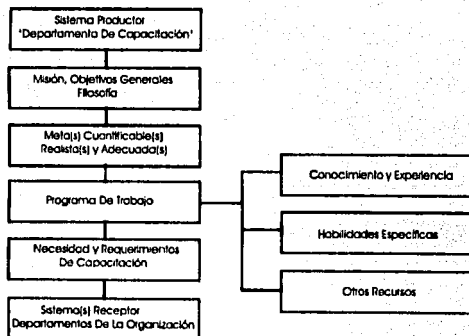 Sistema Productor
"Departamento De Capacitación"
Misión, Objetivos Generales
Filosofía
Meta(s) Cuantificable(s)
Realista(s) y Adecuada(s)
Programa De Trabajo
Necesidad y Requerimientos
De Capacitación
Sistema(s) Receptor
Departamentos De La Organización
Conocimiento y Experiencia
Habilidades Específicas
Otros Recursos